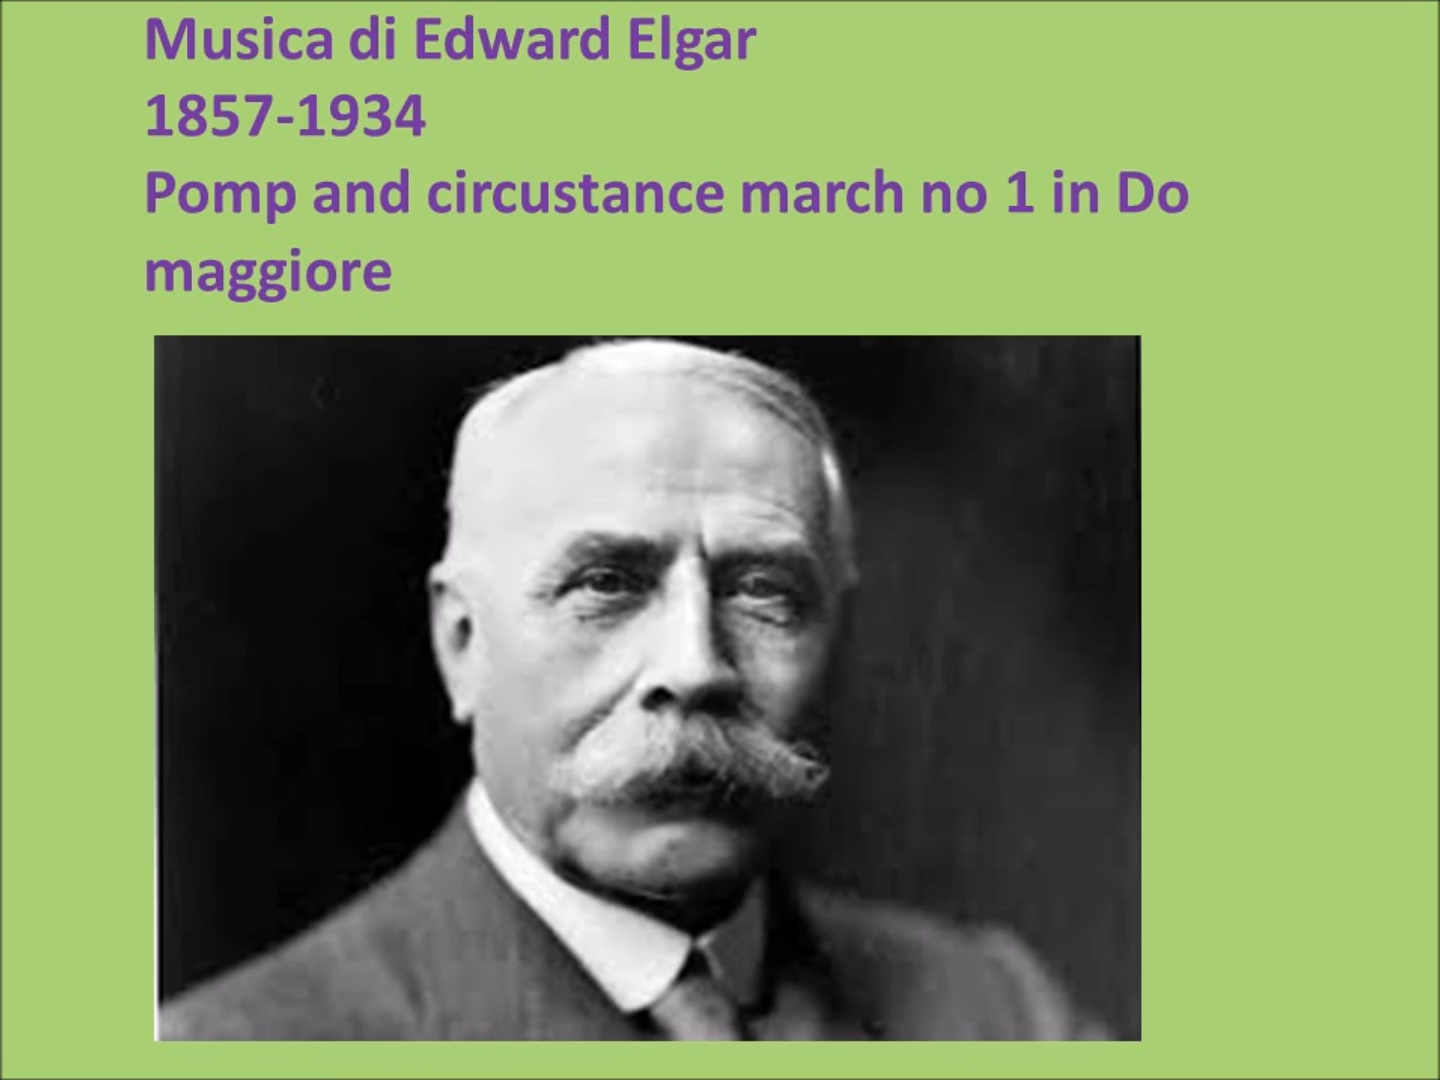 Musica di Edward Elgar
1857-1934
Pomp and circustance march no 1 in Do
maggiore